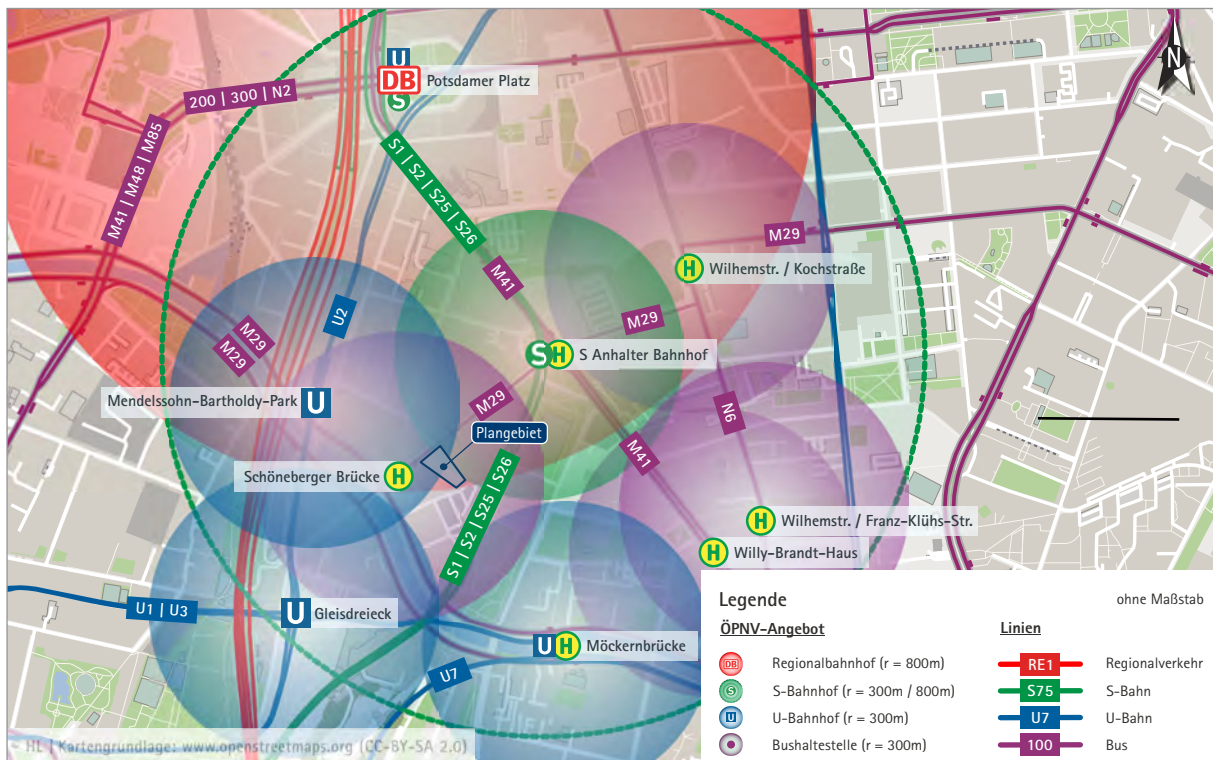 N
U
DB
S
Potsdamer Platz
200 | 300 | N2
M41 | M48 | M85
S1 | S2 | S25 | S26
M29
M41
H
Wilhemstr. / Kochstraße
U2
M29
M29
M29
S H
S Anhalter Bahnhof
Mendelssohn-Bartholdy-Park
U
M29
N6
Plangebiet
M41
Schöneberger Brücke
H
S1 | S2 | S25 | S26
H
Wilhemstr. / Franz-Klühs-Str.
H
Willy-Brandt-Haus
U1 | U3
U
Gleisdreieck
U H
Möckernbrücke
U7
Legende
ohne Maßstab
ÖPNV-Angebot
Linien
DB Regionalbahnhof (r = 800m)
RE1 Regionalverkehr
S S-Bahnhof (r = 300m / 800m)
S75 S-Bahn
U U-Bahnhof (r = 300m)
U7 U-Bahn
Bushaltestelle (r = 300m)
100 Bus
HL | Kartengrundlage: www.openstreetmaps.org (CC-BY-SA 2.0)